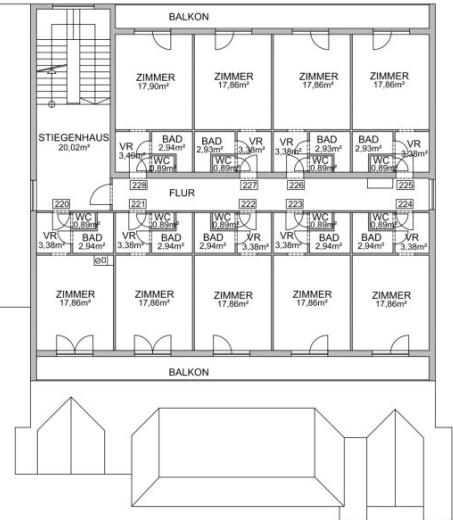 BALKON
ZIMMER
17,90m²
ZIMMER
17,86m²
ZIMMER
17,86m²
ZIMMER
17,86m²
STIEGENHAUS
20,02m²
VR
3,40m²
BAD
2,94m²
WC
0,89m²
BAD
2,93m²
WC
0,89m²
VR
3,38m²
VR
3,38m²
BAD
2,93m²
WC
0,89m²
BAD
2,93m²
WC
0,89m²
VR
3,38m²
228
227
226
225
FLUR
220
221
222
223
224
VR
3,38m²
WC
0,89m²
BAD
2,94m²
VR
3,38m²
WC
0,89m²
BAD
2,94m²
WC
0,89m²
BAD
2,94m²
VR
3,38m²
VR
3,38m²
WC
0,89m²
BAD
2,94m²
WC
0,89m²
BAD
2,94m²
VR
3,38m²
ZIMMER
17,86m²
ZIMMER
17,86m²
ZIMMER
17,86m²
ZIMMER
17,86m²
ZIMMER
17,86m²
BALKON